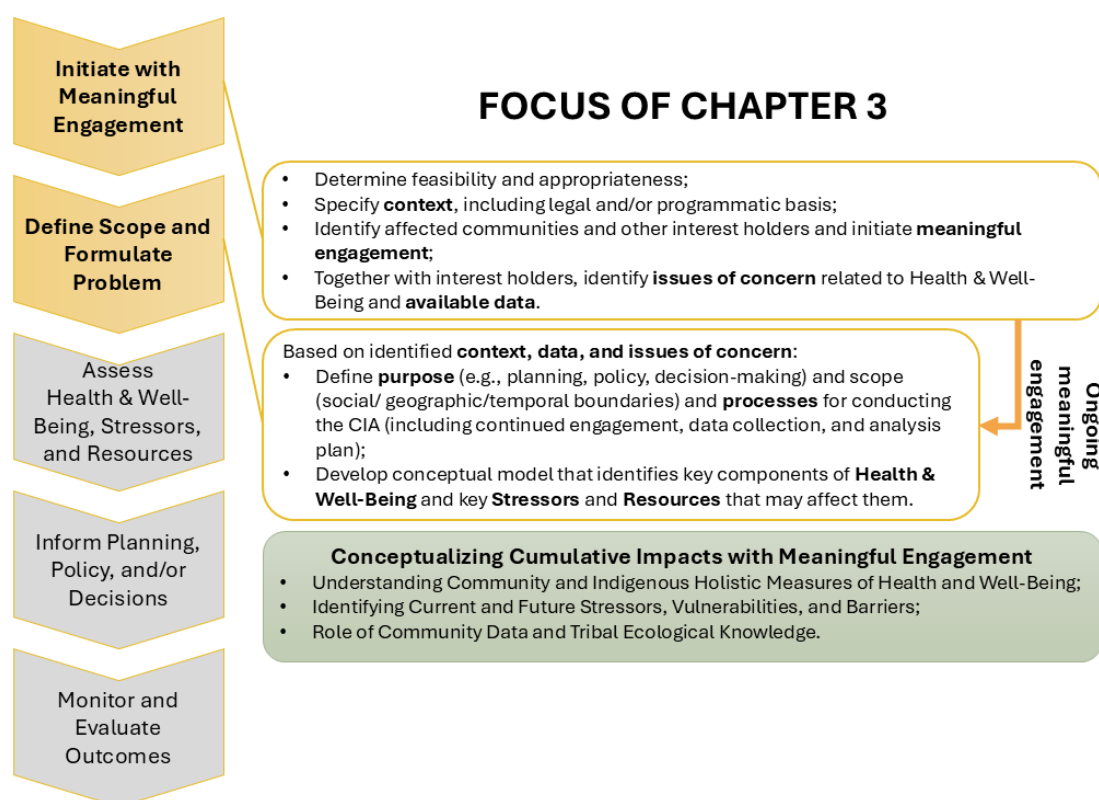 Initiate with
Meaningful
Engagement
Define Scope and
Formulate
Problem
Assess
Health & Well-
Being, Stressors,
and Resources
Inform Planning,
Policy, and/or
Decisions
Monitor and
Evaluate
Outcomes
FOCUS OF CHAPTER 3
• Determine feasibility and appropriateness;
• Specify context, including legal and/or programmatic basis;
• Identify affected communities and other interest holders and initiate meaningful
engagement;
• Together with interest holders, identify issues of concern related to Health & Well-
Being and available data.
Based on identified context, data, and issues of concern:
• Define purpose (e.g., planning, policy, decision-making) and scope
(social/ geographic/temporal boundaries) and processes for conducting
the CIA (including continued engagement, data collection, and analysis
plan);
• Develop conceptual model that identifies key components of Health &
Well-Being and key Stressors and Resources that may affect them.
Ongoing
meaningful
engagement
Conceptualizing Cumulative Impacts with Meaningful Engagement
• Understanding Community and Indigenous Holistic Measures of Health and Well-Being;
• Identifying Current and Future Stressors, Vulnerabilities, and Barriers;
• Role of Community Data and Tribal Ecological Knowledge.